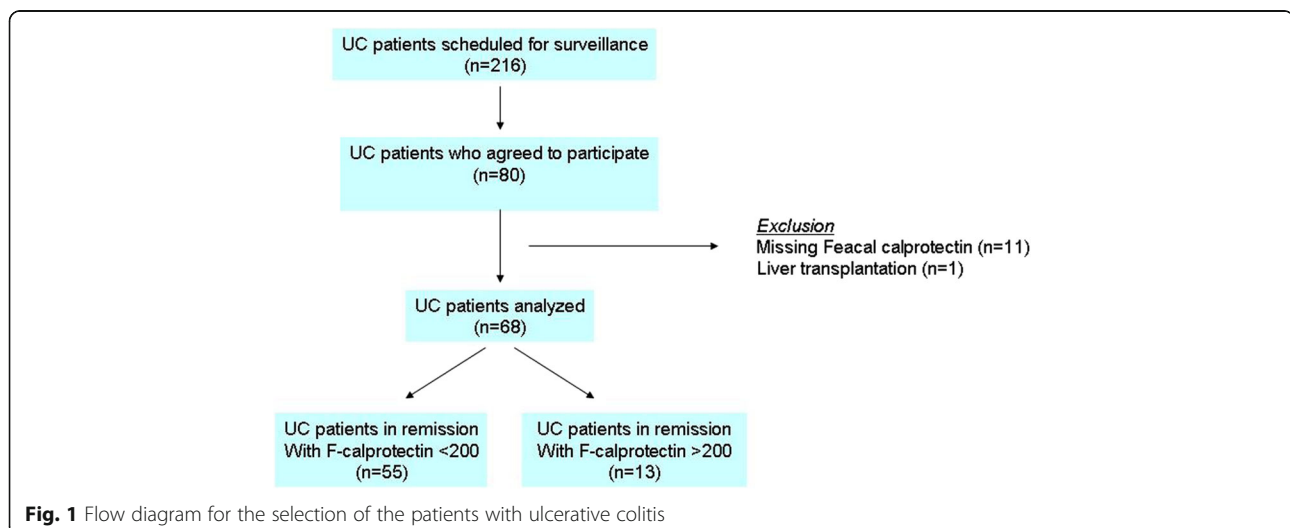 UC patients scheduled for surveillance
(n=216)
UC patients who agreed to participate
(n=80)
Exclusion
Missing Feacal calprotectin (n=11)
Liver transplantation (n=1)
UC patients analyzed
(n=68)
UC patients in remission
With F-calprotectin <200
(n=55)
UC patients in remission
With F-calprotectin >200
(n=13)
Fig. 1 Flow diagram for the selection of the patients with ulcerative colitis